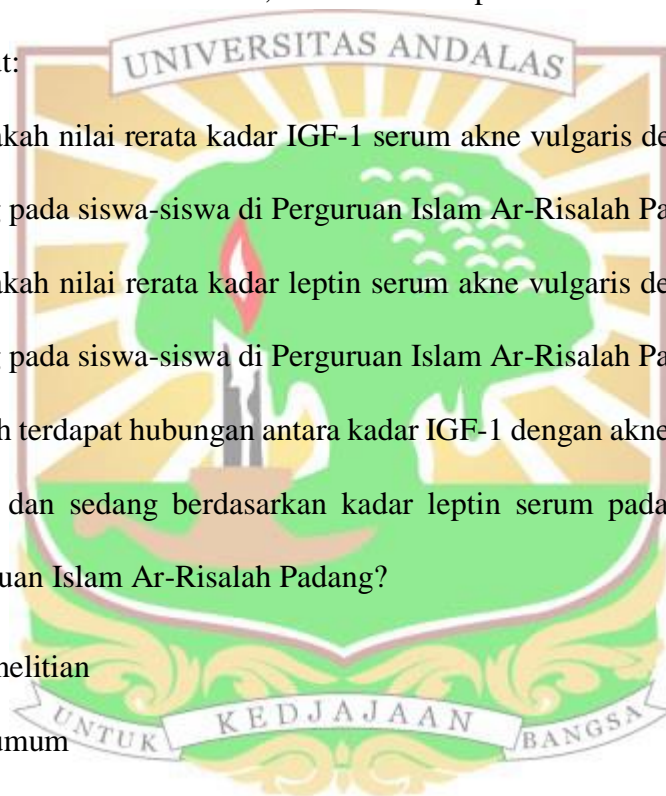 UNIVERSITAS ANDALAS
ut:
akah nilai rerata kadar IGF-1 serum akne vulgaris de
pada siswa-siswa di Perguruan Islam Ar-Risalah Pa
akah nilai rerata kadar leptin serum akne vulgaris de
pada siswa-siswa di Perguruan Islam Ar-Risalah Pa
h terdapat hubungan antara kadar IGF-1 dengan akne
dan sedang berdasarkan kadar leptin serum pada
uan Islam Ar-Risalah Padang?
nelitian
umum
UNTUK KEDJAJAAN BANGSA